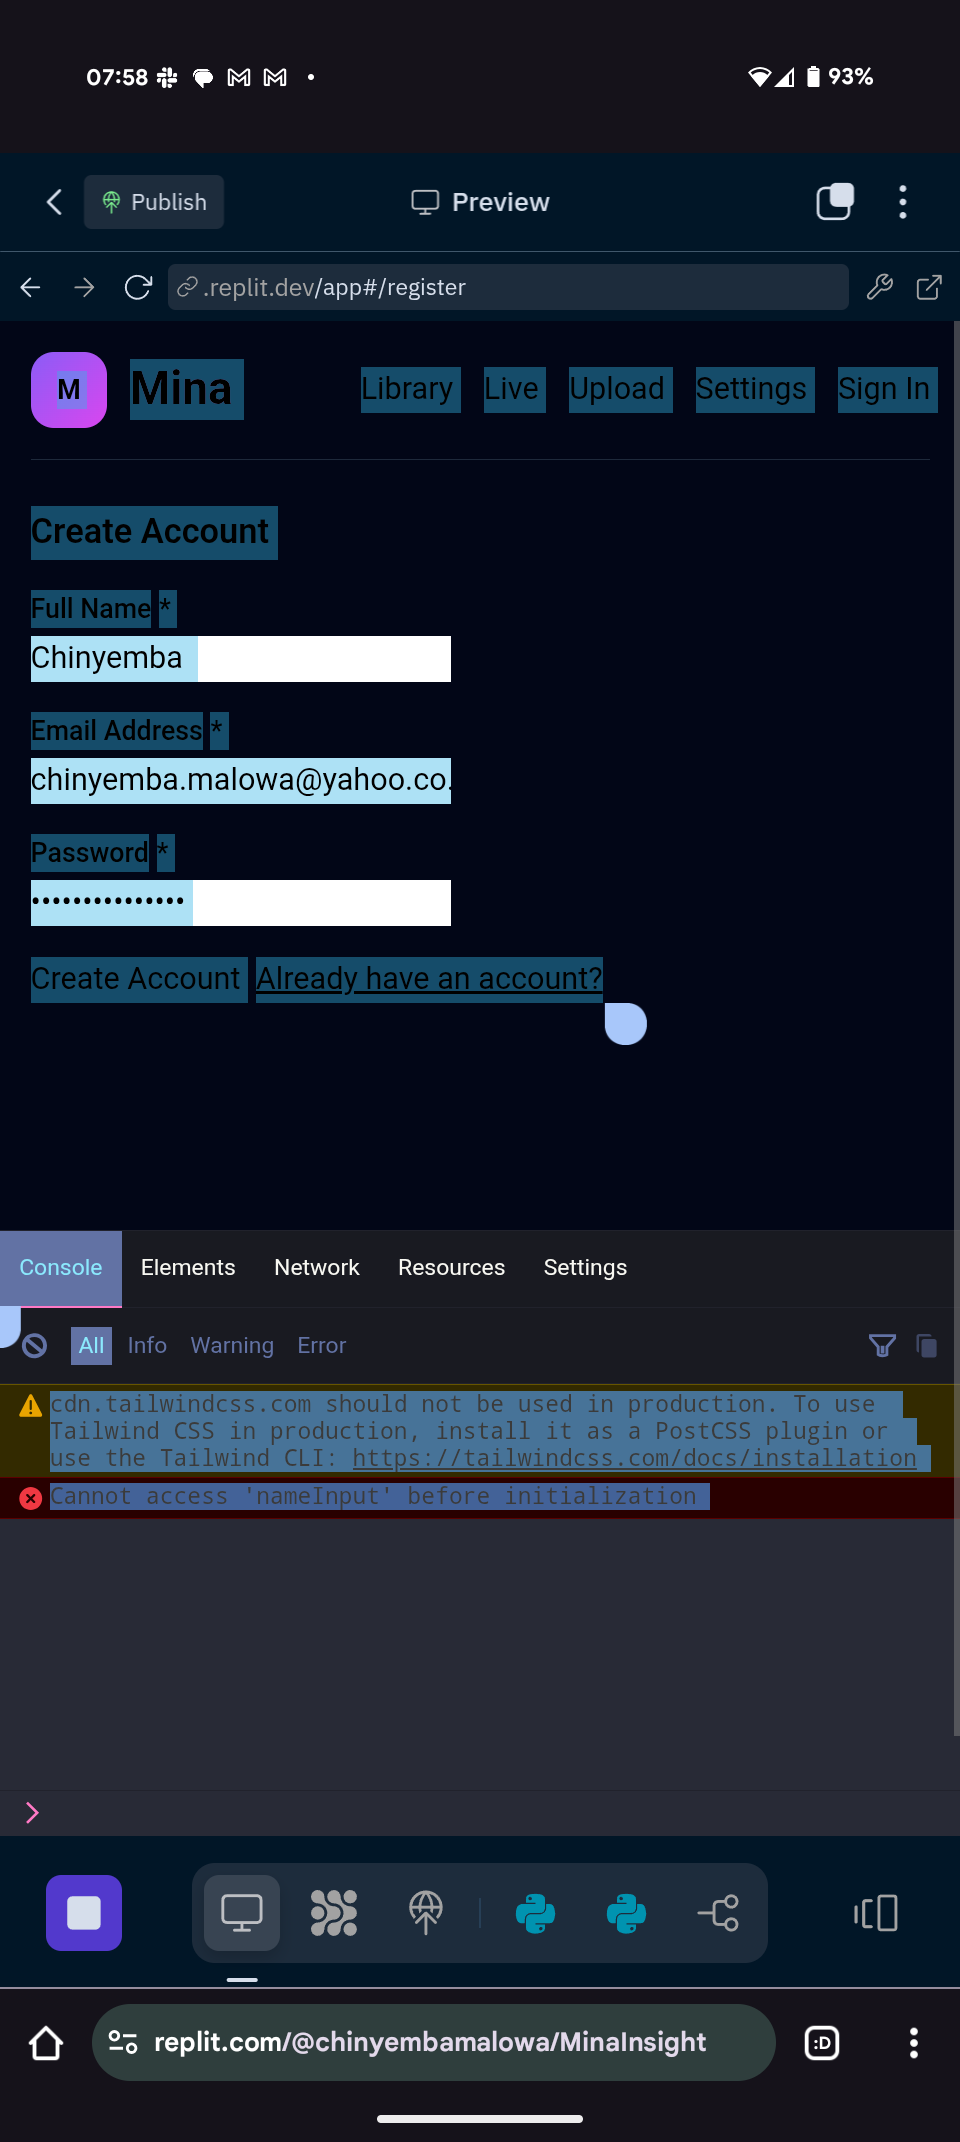 07:58
93%
Publish
Preview
.replit.dev/app#/register
M
Mina
Library
Live
Upload
Settings
Sign In
Create Account
Full Name *
Chinyemba
Email Address *
chinyemba.malowa@yahoo.co.
Password *
•••••••••••••••
Create Account Already have an account?
Console
Elements
Network
Resources
Settings
All
Info
Warning
Error
cdn.tailwindcss.com should not be used in production. To use
Tailwind CSS in production, install it as a PostCSS plugin or
use the Tailwind CLI: https://tailwindcss.com/docs/installation
Cannot access 'nameInput' before initialization
replit.com/@chinyembamalowa/MinaInsight
:D